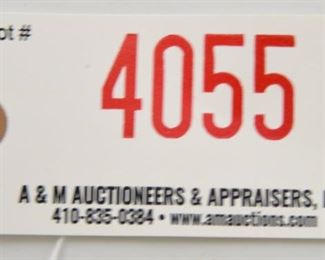 ot #
4055
A & M AUCTIONEERS & APPRAISERS,
410-835-0384 • www.amauctions.com